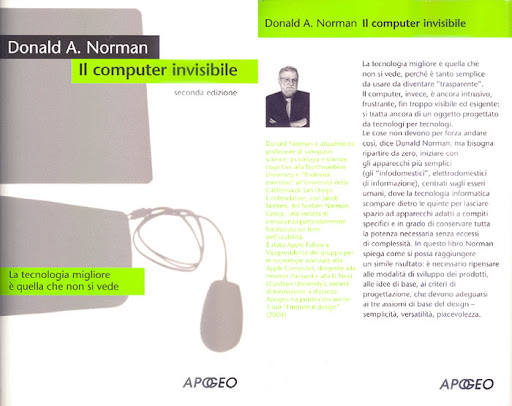 Donald A. Norman
Il computer invisibile
seconda edizione
La tecnologia migliore
è quella che non si vede
APOGEO
Donald A. Norman Il computer invisibile
Donald Norman è attualmente
professore di computer
science, psicologia e scienze
cognitive alla Northwestern
University e "Professor
emeritus" all'università della
California di San Diego.
È cofondatore, con Jakob
Nielsen, del Nielsen Norman
Group, una società di
consulenza particolarmente
focalizzata sui temi
dell'usabilità.
È stato Apple Fellow e
Vicepresidente del gruppo per
le tecnologie avanzate alla
Apple Computer, dirigente alla
Hewlett Packard e alla UNext
(Cardean University), società
di formazione a distanza.
Apogeo ha pubblicato anche
il suo "Emotional design"
(2004)
La tecnologia migliore è quella che
non si vede, perché è tanto semplice
da usare da diventare "trasparente".
Il computer, invece, è ancora intrusivo,
frustrante, fin troppo visibile ed esigente:
si tratta ancora di un oggetto progettato
da tecnologi per tecnologi.
Le cose non devono per forza andare
così, dice Donald Norman, ma bisogna
ripartire da zero, iniziare con
gli apparecchi più semplici
(gli "infodomestici", elettrodomestici
di informazione), centrati sugli esseri
umani, dove la tecnologia informatica
scompare dietro le quinte per lasciare
spazio ad apparecchi adatti a compiti
specifici e in grado di conservare tutta
la potenza necessaria senza eccessi
di complessità. In questo libro Norman
spiega come si possa raggiungere
un simile risultato: è necessario ripensare
alle modalità di sviluppo dei prodotti,
alle idee di base, ai criteri di
progettazione, che devono adeguarsi
ai tre assiomi di base del design –
semplicità, versatilità, piacevolezza.
APOGEO